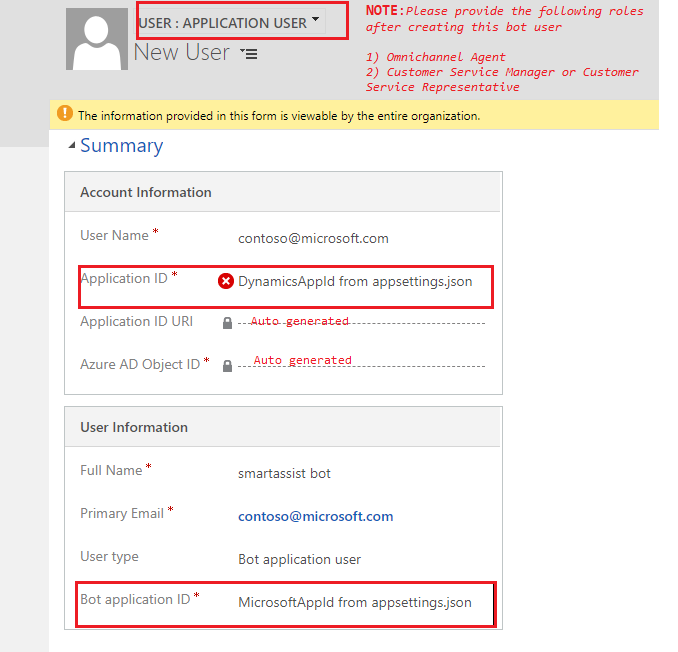 USER : APPLICATION USER
New User
NOTE:Please provide the following roles
after creating this bot user
1) Omnichannel Agent
2) Customer Service Manager or Customer
Service Representative
The information provided in this form is viewable by the entire organization.
Summary
Account Information
User Name * contoso@microsoft.com
Application ID * DynamicsAppId from appsettings.json
Application ID URI Auto generated
Azure AD Object ID * Auto generated
User Information
Full Name * smartassist bot
Primary Email * contoso@microsoft.com
User type Bot application user
Bot application ID * MicrosoftAppId from appsettings.json